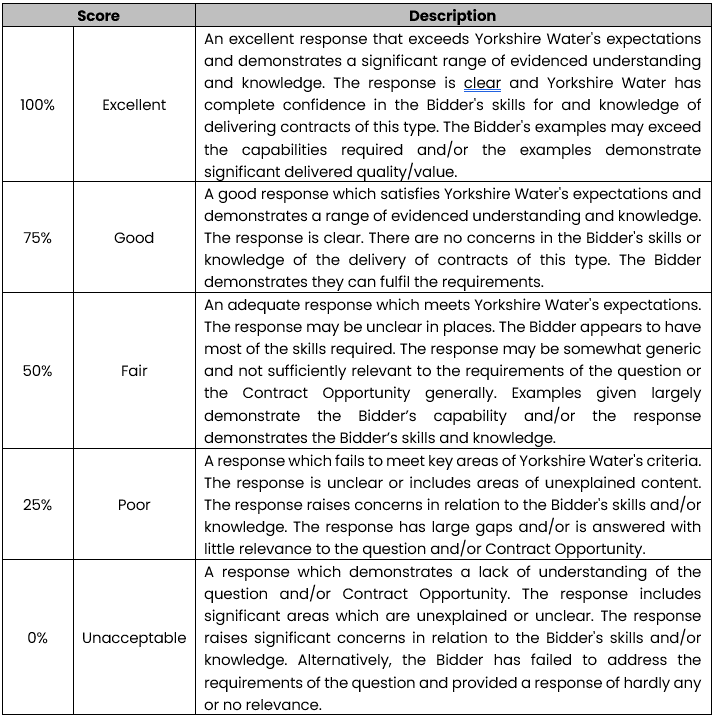 Score Description
An excellent response that exceeds Yorkshire Water's expectations
and demonstrates a significant range of evidenced understanding
and knowledge. The response is clear and Yorkshire Water has
100% Excellent complete confidence in the Bidder's skills for and knowledge of
delivering contracts of this type. The Bidder's examples may exceed
the capabilities required and/or the examples demonstrate
significant delivered quality/value.
A good response which satisfies Yorkshire Water's expectations and
demonstrates a range of evidenced understanding and knowledge.
75% Good The response is clear. There are no concerns in the Bidder's skills or
knowledge of the delivery of contracts of this type. The Bidder
demonstrates they can fulfil the requirements.
An adequate response which meets Yorkshire Water's expectations.
The response may be unclear in places. The Bidder appears to have
most of the skills required. The response may be somewhat generic
50% Fair and not sufficiently relevant to the requirements of the question or
the Contract Opportunity generally. Examples given largely
demonstrate the Bidder’s capability and/or the response
demonstrates the Bidder’s skills and knowledge.
A response which fails to meet key areas of Yorkshire Water's criteria.
The response is unclear or includes areas of unexplained content.
25% Poor The response raises concerns in relation to the Bidder's skills and/or
knowledge. The response has large gaps and/or is answered with
little relevance to the question and/or Contract Opportunity.
A response which demonstrates a lack of understanding of the
question and/or Contract Opportunity. The response includes
significant areas which are unexplained or unclear. The response
0% Unacceptable raises significant concerns in relation to the Bidder's skills and/or
knowledge. Alternatively, the Bidder has failed to address the
requirements of the question and provided a response of hardly any
or no relevance.